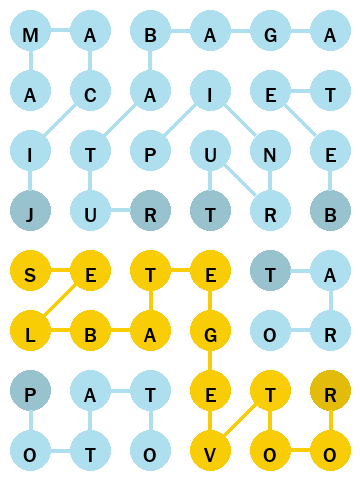 M A B A G A
A C A I E T
I T P U N E
J U R T R B
S E T E T A
L B A G O R
P A T E T R
O T O V O O